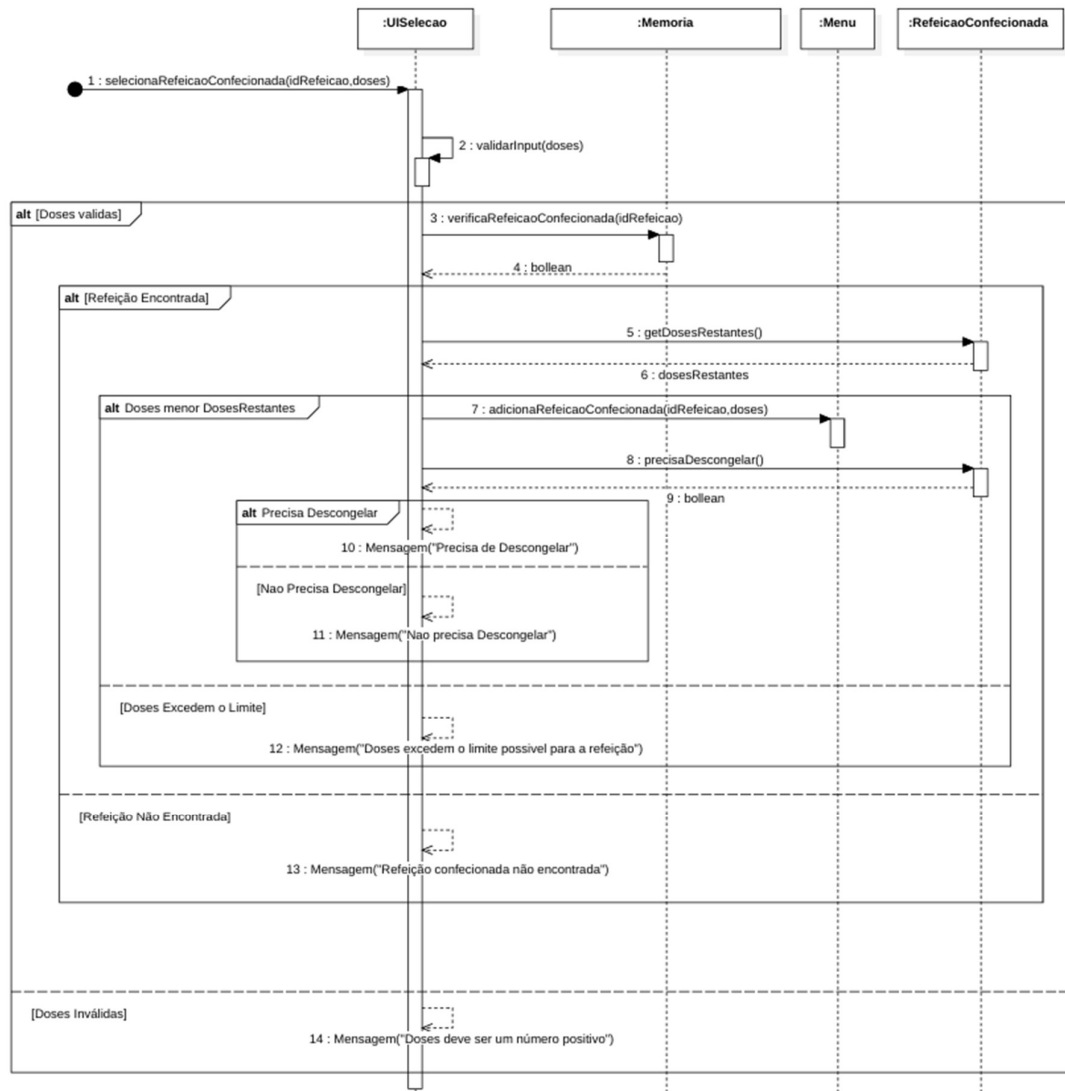 :UISelecao
:Memoria
:Menu
:RefeicaoConfecionada
1 : selecionaRefeicaoConfecionada(idRefeicao,doses)
2 : validarInput(doses)
alt [Doses validas]
3 : verificaRefeicaoConfecionada(idRefeicao)
4 : bollean
alt [Refeição Encontrada]
5 : getDosesRestantes()
6 : dosesRestantes
alt Doses menor DosesRestantes
7 : adicionaRefeicaoConfecionada(idRefeicao,doses)
8 : precisaDescongelar()
9 : bollean
alt Precisa Descongelar
10 : Mensagem("Precisa de Descongelar")
[Nao Precisa Descongelar]
11 : Mensagem("Nao precisa Descongelar")
[Doses Excedem o Limite]
12 : Mensagem("Doses excedem o limite possivel para a refeição")
[Refeição Não Encontrada]
13 : Mensagem("Refeição confecionada não encontrada")
[Doses Inválidas]
14 : Mensagem("Doses deve ser um número positivo")